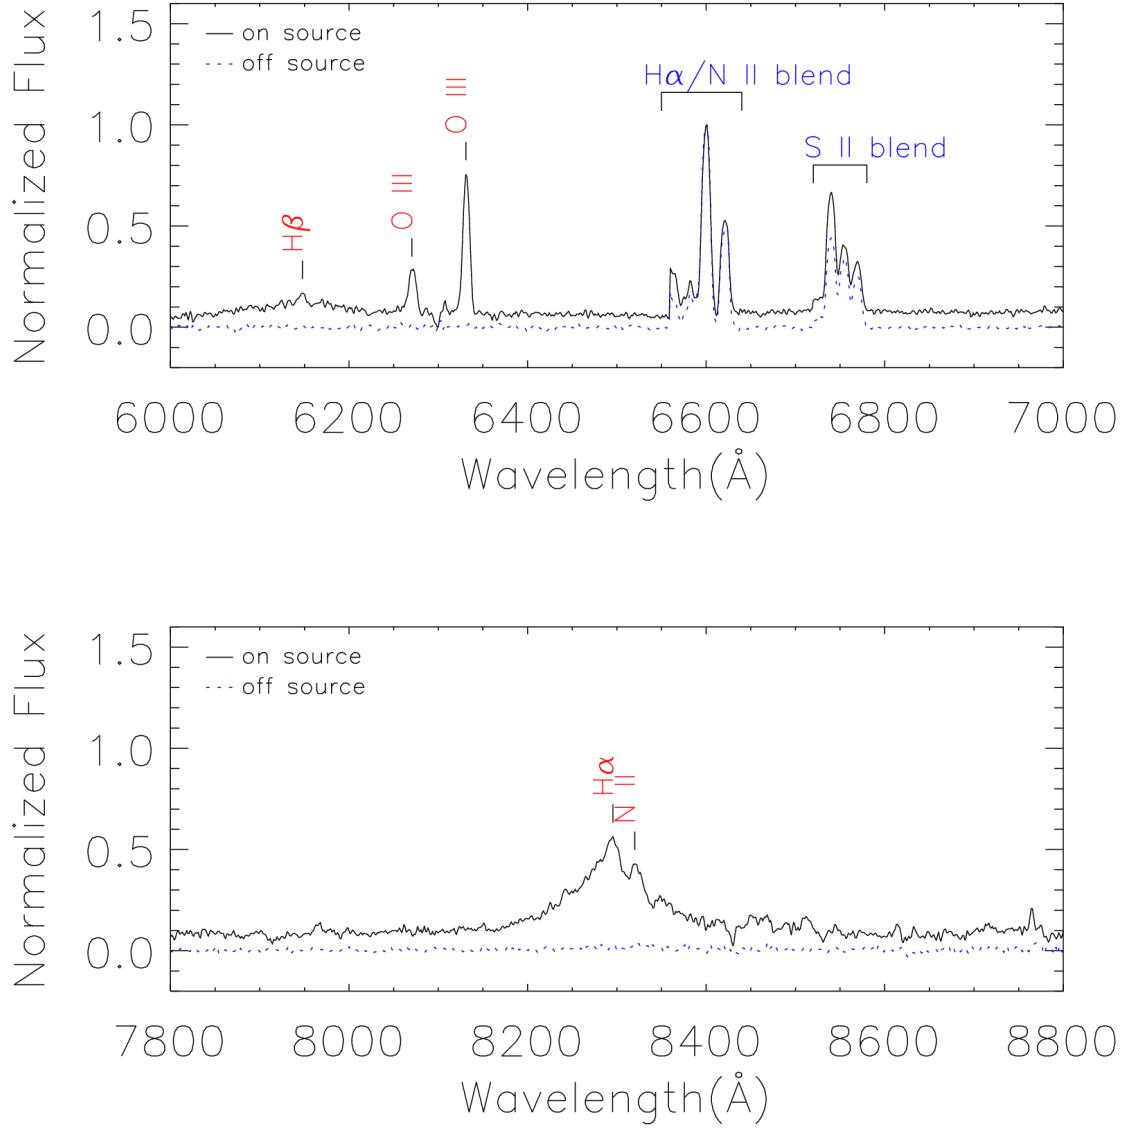 Normalized Flux
1.5
1.0
0.5
0.0
on source
off source
Hβ
O III
O III
Hα/N II blend
S II blend
6000 6200 6400 6600 6800 7000
Wavelength(Å)
Normalized Flux
1.5
1.0
0.5
0.0
on source
off source
Hα
N II
7800 8000 8200 8400 8600 8800
Wavelength(Å)